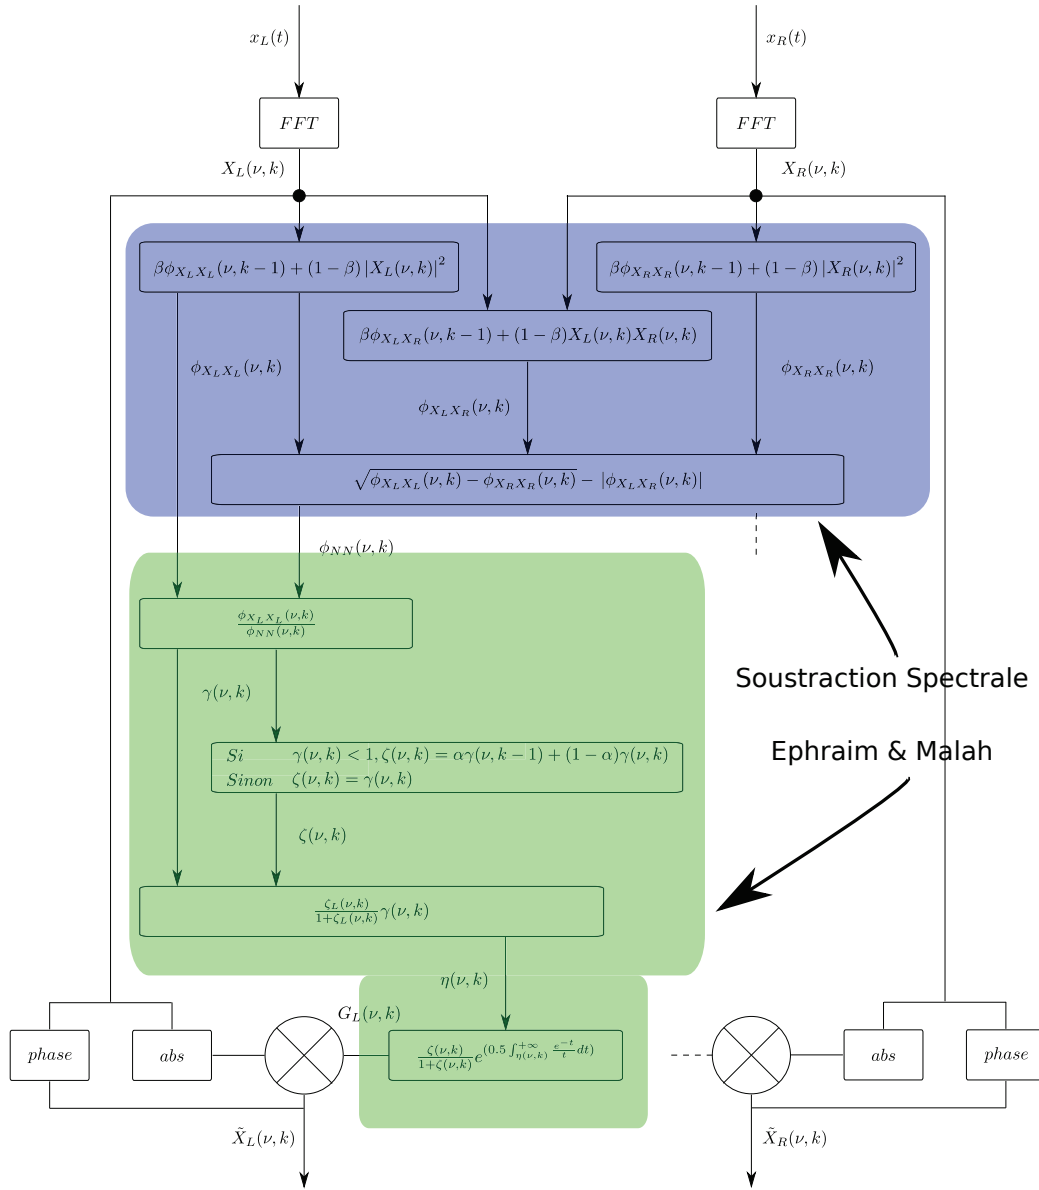 x_L(t)
x_R(t)
FFT
FFT
X_L(ν, k)
X_R(ν, k)
βϕ_{X_L X_L}(ν, k − 1) + (1 − β) |X_L(ν, k)|^2
βϕ_{X_R X_R}(ν, k − 1) + (1 − β) |X_R(ν, k)|^2
βϕ_{X_L X_R}(ν, k − 1) + (1 − β)X_L(ν, k)X_R(ν, k)
ϕ_{X_L X_L}(ν, k)
ϕ_{X_R X_R}(ν, k)
ϕ_{X_L X_R}(ν, k)
√(ϕ_{X_L X_L}(ν, k) − ϕ_{X_R X_R}(ν, k)) − |ϕ_{X_L X_R}(ν, k)|
ϕ_{NN}(ν, k)
ϕ_{X_L X_L}(ν,k)
ϕ_{NN}(ν,k)
Soustraction Spectrale
γ(ν, k)
Ephraim & Malah
Si γ(ν, k) < 1, ζ(ν, k) = αγ(ν, k − 1) + (1 − α)γ(ν, k)
Sinon ζ(ν, k) = γ(ν, k)
ζ(ν, k)
\frac{ζ_L(ν,k)}{1+ζ_L(ν,k)} γ(ν, k)
η(ν, k)
G_L(ν, k)
phase
abs
\frac{ζ(ν,k)}{1+ζ(ν,k)} e^{(0.5 ∫_{η(ν,k)}^{+∞} \frac{e^{−t}}{t} dt)}
abs
phase
X̃_L(ν, k)
X̃_R(ν, k)